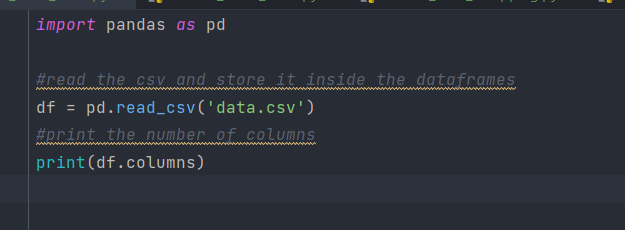 import pandas as pd
#read the csv and store it inside the dataframes
df = pd.read_csv('data.csv')
#print the number of columns
print(df.columns)